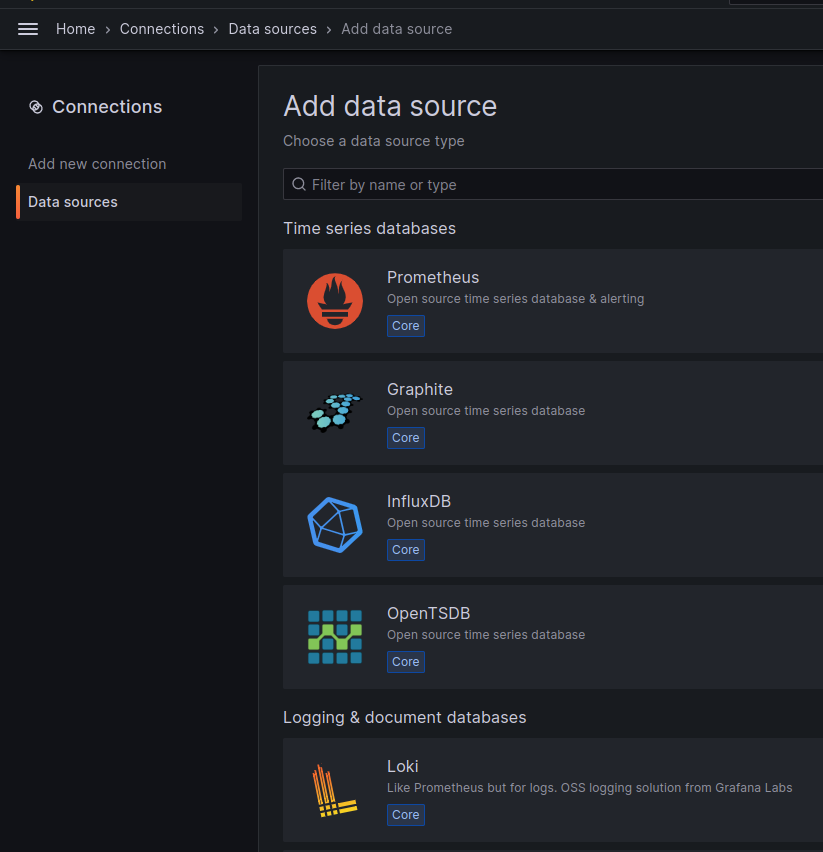 Home › Connections › Data sources › Add data source
Connections
Add new connection
Data sources
Add data source
Choose a data source type
Filter by name or type
Time series databases
Prometheus
Open source time series database & alerting
Core
Graphite
Open source time series database
Core
InfluxDB
Open source time series database
Core
OpenTSDB
Open source time series database
Core
Logging & document databases
Loki
Like Prometheus but for logs. OSS logging solution from Grafana Labs
Core